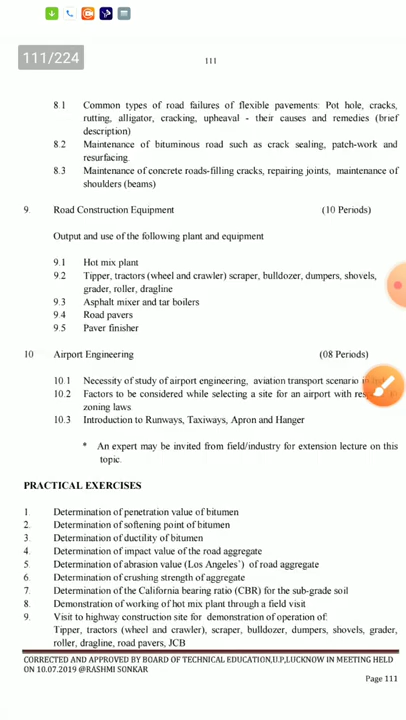 111/224
111
8.1 Common types of road failures of flexible pavements: Pot hole, cracks,
rutting, alligator, cracking, upheaval - their causes and remedies (brief
description)
8.2 Maintenance of bituminous road such as crack sealing, patch-work and
resurfacing.
8.3 Maintenance of concrete roads-filling cracks, repairing joints, maintenance of
shoulders (beams)
9. Road Construction Equipment (10 Periods)
Output and use of the following plant and equipment
9.1 Hot mix plant
9.2 Tipper, tractors (wheel and crawler) scraper, bulldozer, dumpers, shovels,
grader, roller, dragline
9.3 Asphalt mixer and tar boilers
9.4 Road pavers
9.5 Paver finisher
10 Airport Engineering (08 Periods)
10.1 Necessity of study of airport engineering, aviation transport scenario
10.2 Factors to be considered while selecting a site for an airport with
zoning laws
10.3 Introduction to Runways, Taxiways, Apron and Hanger
* An expert may be invited from field/industry for extension lecture on this
topic.
PRACTICAL EXERCISES
1. Determination of penetration value of bitumen
2. Determination of softening point of bitumen
3. Determination of ductility of bitumen
4. Determination of impact value of the road aggregate
5. Determination of abrasion value (Los Angeles') of road aggregate
6. Determination of crushing strength of aggregate
7. Determination of the California bearing ratio (CBR) for the sub-grade soil
8. Demonstration of working of hot mix plant through a field visit
9. Visit to highway construction site for demonstration of operation of:
Tipper, tractors (wheel and crawler), scraper, bulldozer, dumpers, shovels, grader,
roller, dragline, road pavers, JCB
CORRECTED AND APPROVED BY BOARD OF TECHNICAL EDUCATION,U.P,LUCKNOW IN MEETING HELD
ON 10.07.2019 @RASHMI SONKAR
Page 111